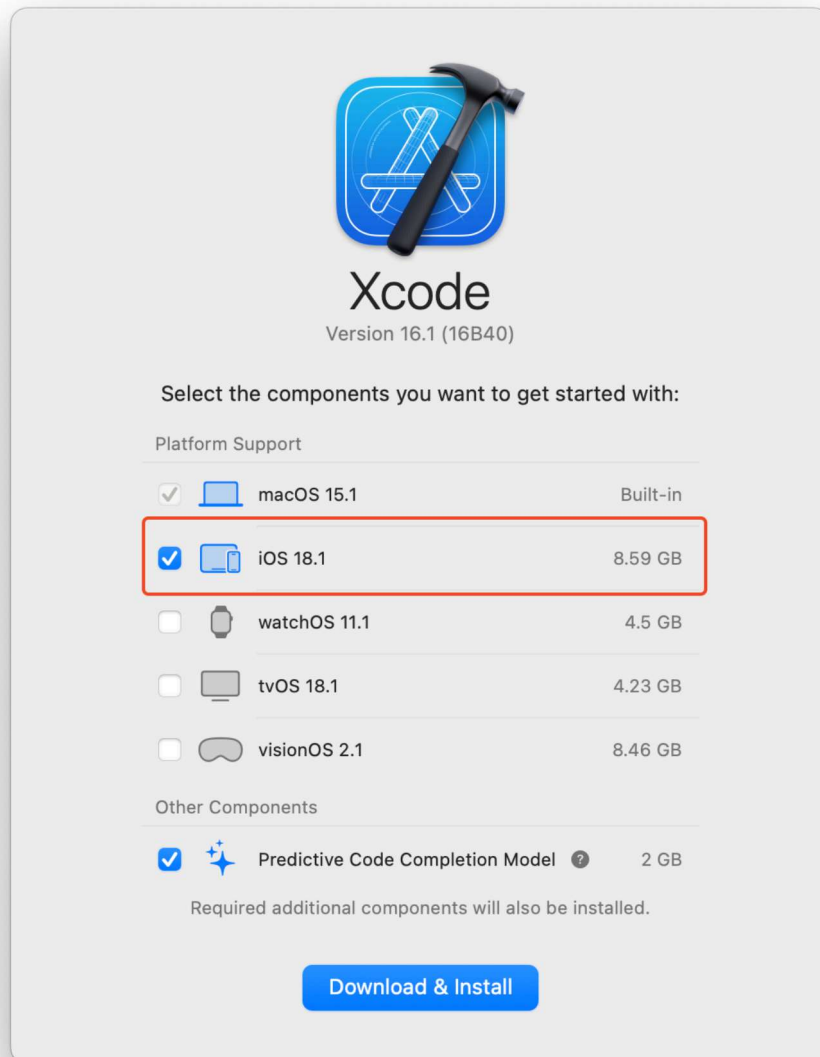 Xcode
Version 16.1 (16B40)
Select the components you want to get started with:
Platform Support
macOS 15.1 Built-in
iOS 18.1 8.59 GB
watchOS 11.1 4.5 GB
tvOS 18.1 4.23 GB
visionOS 2.1 8.46 GB
Other Components
Predictive Code Completion Model ? 2 GB
Required additional components will also be installed.
Download & Install